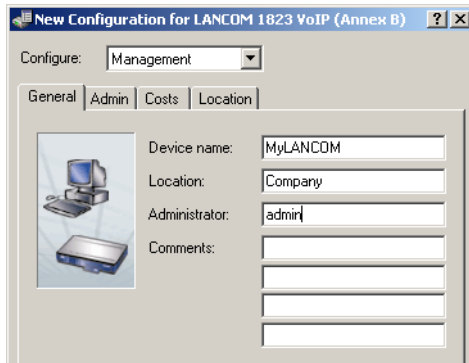 New Configuration for LANCOM 1823 VoIP (Annex B)
Configure: Management
General Admin Costs Location
Device name: MyLANCOM
Location: Company
Administrator: admin
Comments: